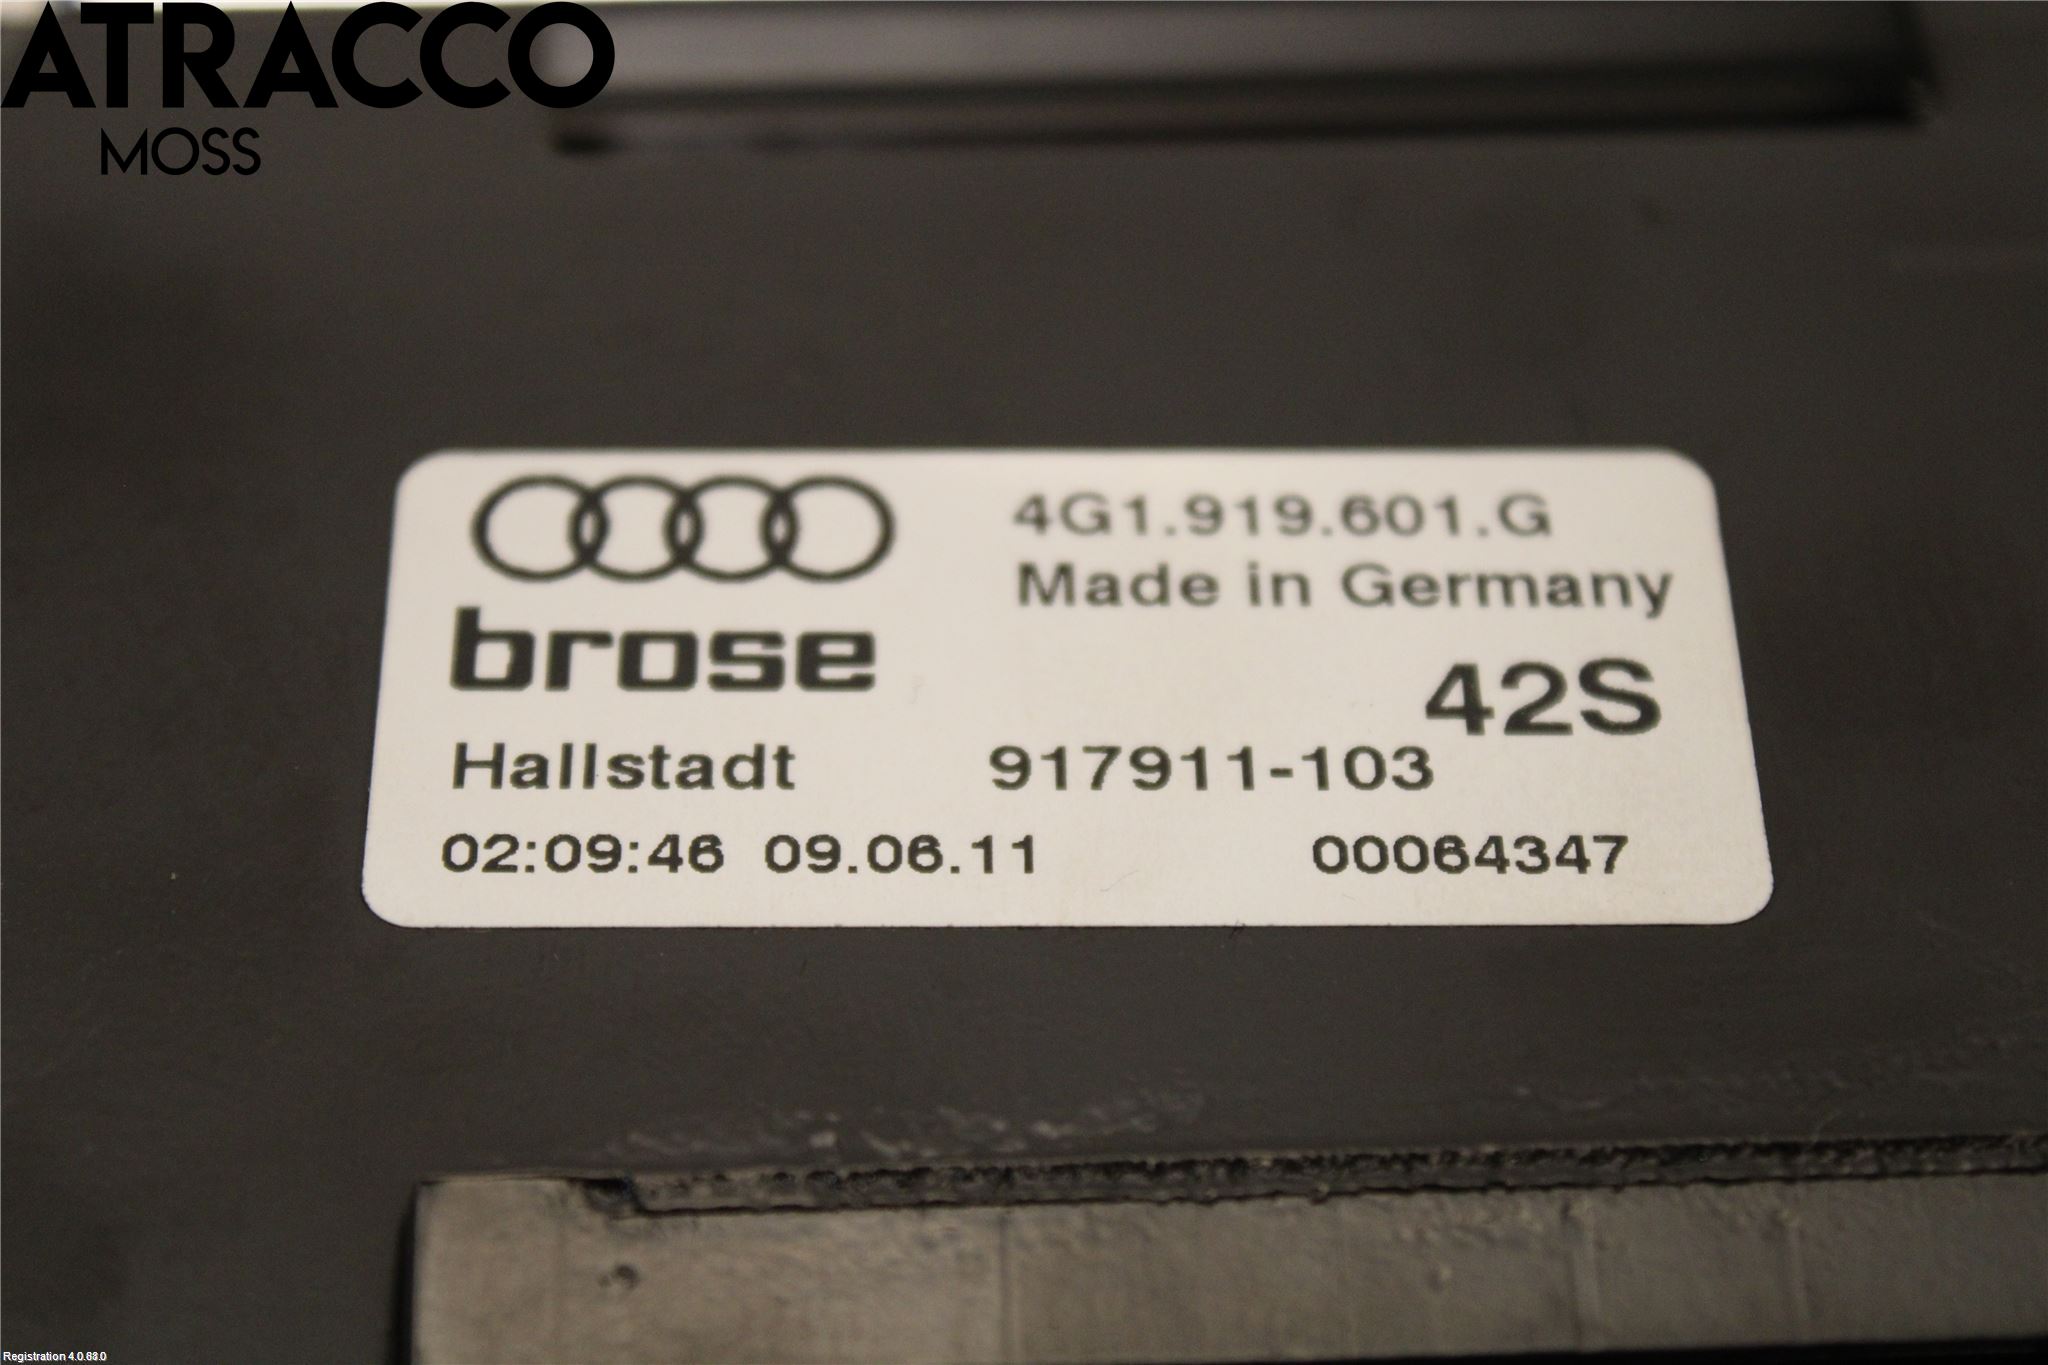 ATRACCO
MOSS
4G1.919.601.G
Made in Germany
brose
42S
Hallstadt 917911-103
02:09:46 09.06.11 00064347